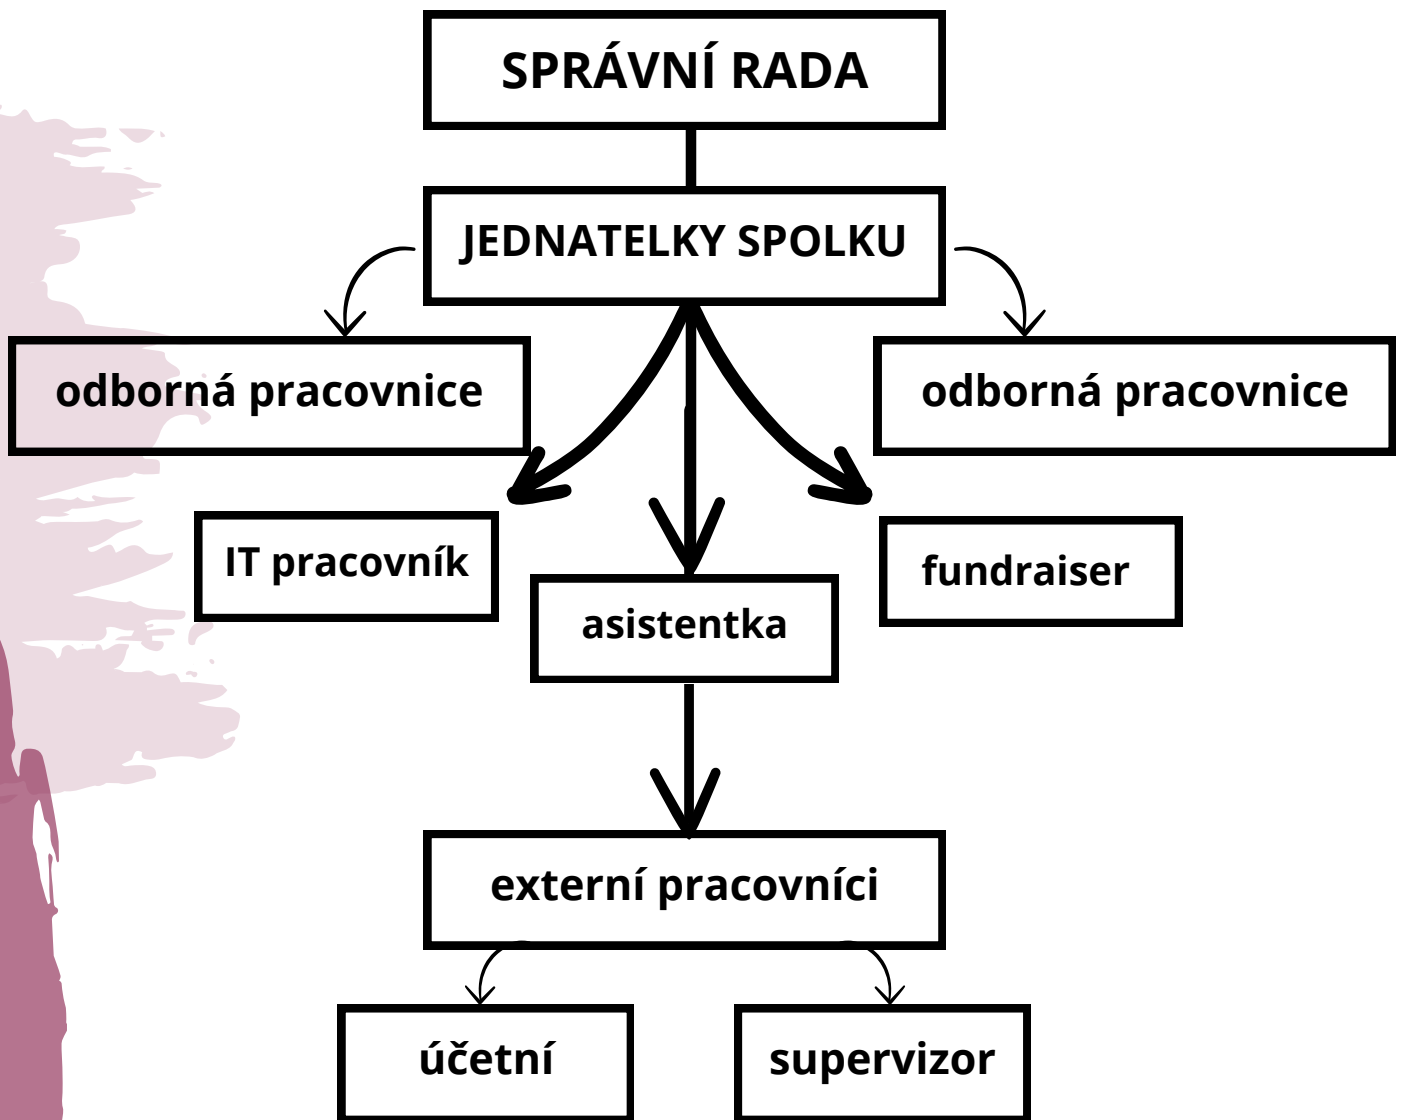 SPRÁVNÍ RADA
JEDNATELKY SPOLKU
odborná pracovnice
odborná pracovnice
IT pracovník
fundraiser
asistentka
externí pracovníci
účetní
supervizor